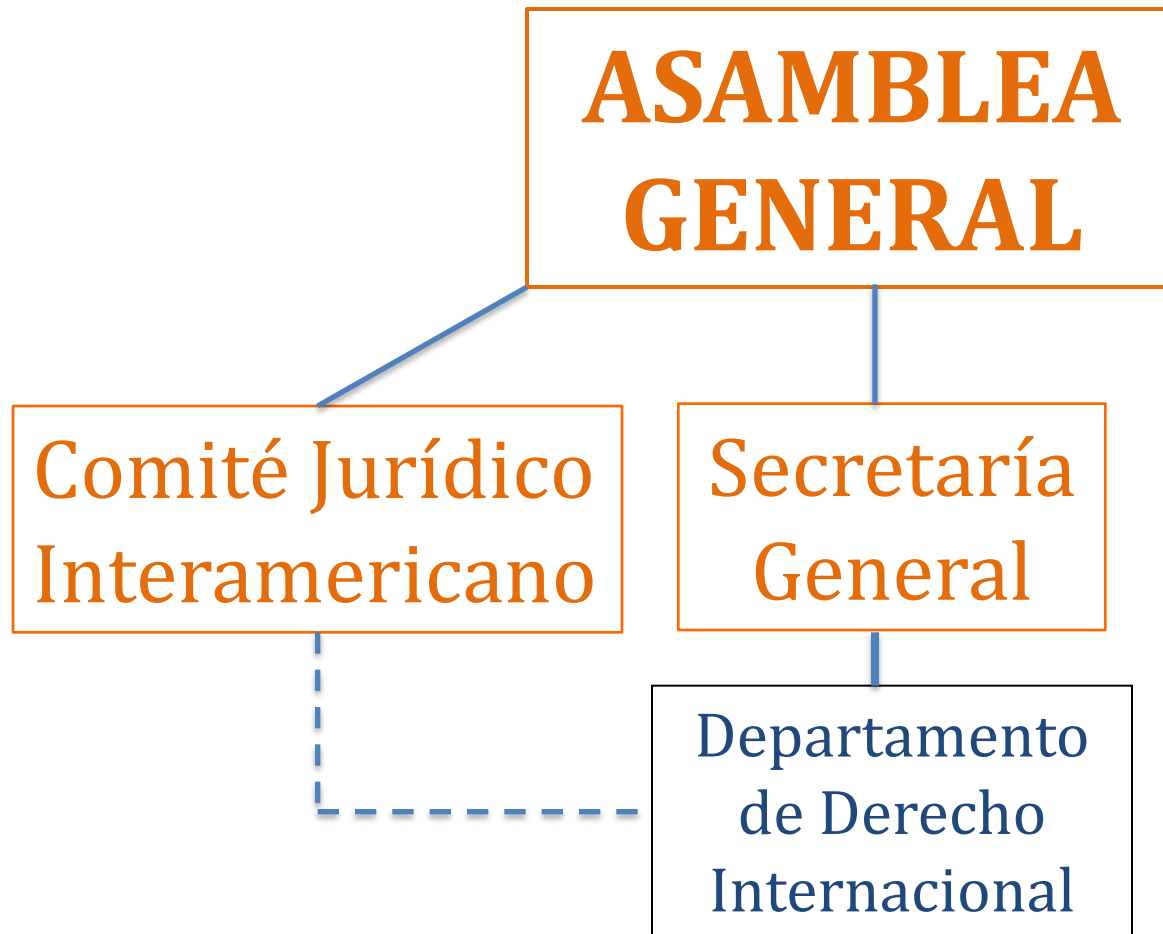 ASAMBLEA
GENERAL
Comité Jurídico
Interamericano
Secretaría
General
Departamento
de Derecho
Internacional